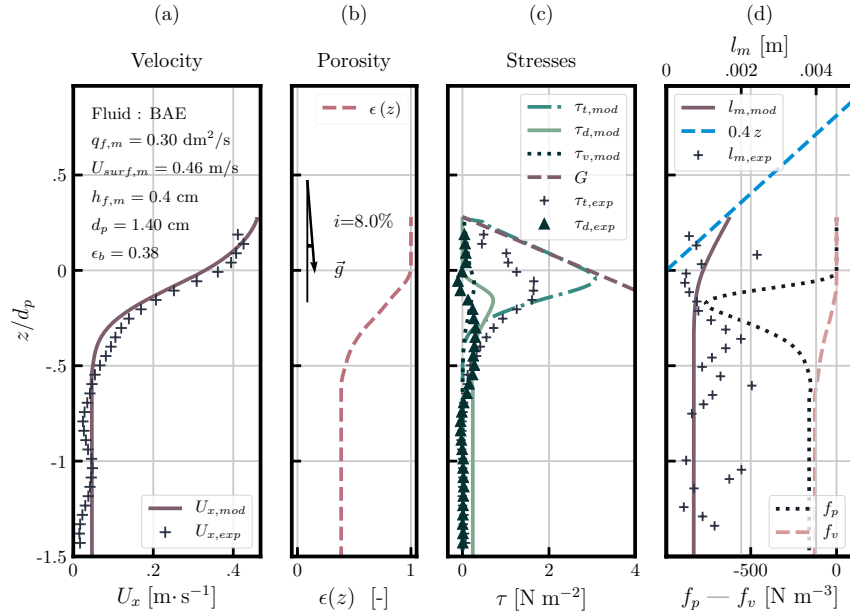 (a)
(b)
(c)
(d)
Velocity
Porosity
Stresses
l_m [m]
0 .002 .004
Fluid : BAE
q_{f,m} = 0.30 dm²/s
U_{surf,m} = 0.46 m/s
h_{f,m} = 0.4 cm
d_p = 1.40 cm
ϵ_b = 0.38
z/d_p
.5
0
-.5
-1
-1.5
U_{x,mod}
U_{x,exp}
0 .2 .4
U_x [m·s⁻¹]
ϵ(z)
i=8.0%
g⃗
0 1
ϵ(z) [-]
τ_{t,mod}
τ_{d,mod}
τ_{v,mod}
G
τ_{t,exp}
τ_{d,exp}
0 2 4
τ [N m⁻²]
l_{m,mod}
0.4 z
l_{m,exp}
f_p
f_v
-500 0
f_p — f_v [N m⁻³]